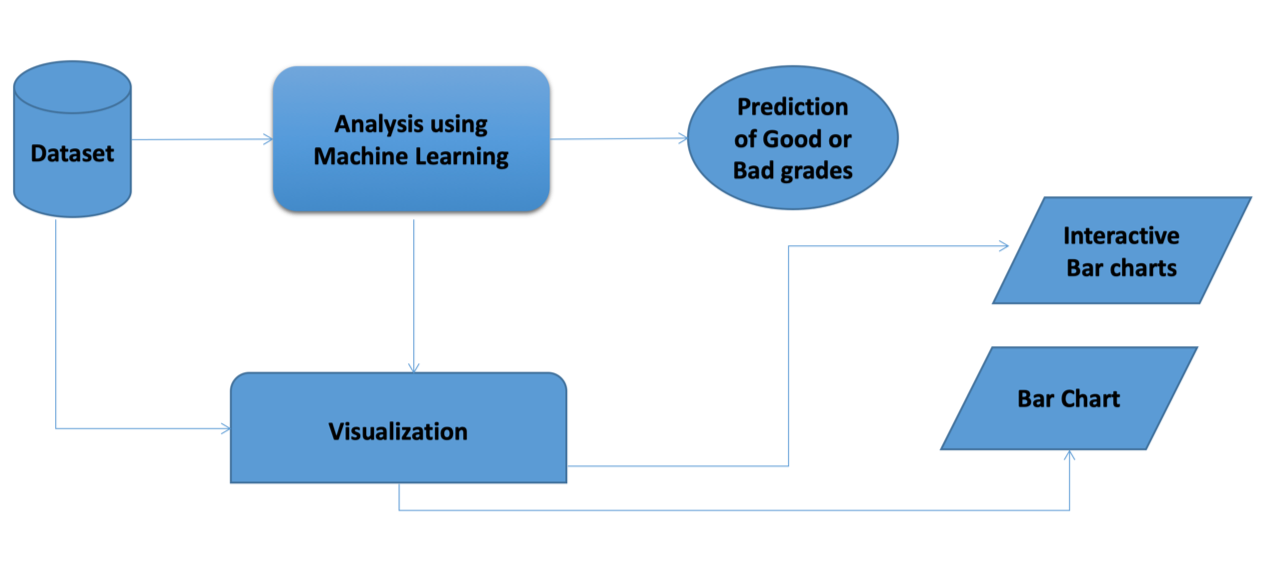 Dataset
Analysis using
Machine Learning
Prediction
of Good or
Bad grades
Interactive
Bar charts
Bar Chart
Visualization